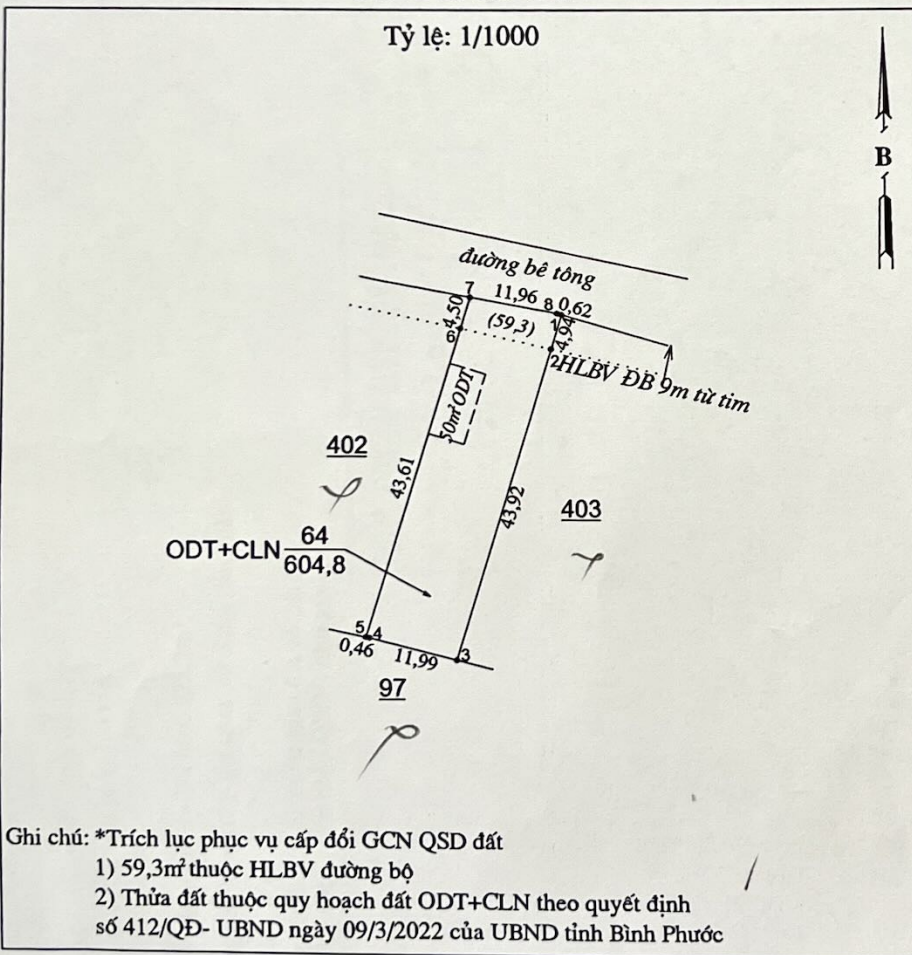 Tỷ lệ: 1/1000
B
đường bê tông
7
11,96
8
0,62
4,50
(59,3)
1
4,94
6
2
HLBV ĐB 9m từ tim
50m² ODT
402
43,61
43,92
403
ODT+CLN
64
604,8
5
4
3
0,46
11,99
97
Ghi chú: *Trích lục phục vụ cấp đổi GCN QSD đất
1) 59,3m² thuộc HLBV đường bộ
2) Thửa đất thuộc quy hoạch đất ODT+CLN theo quyết định
số 412/QĐ- UBND ngày 09/3/2022 của UBND tỉnh Bình Phước